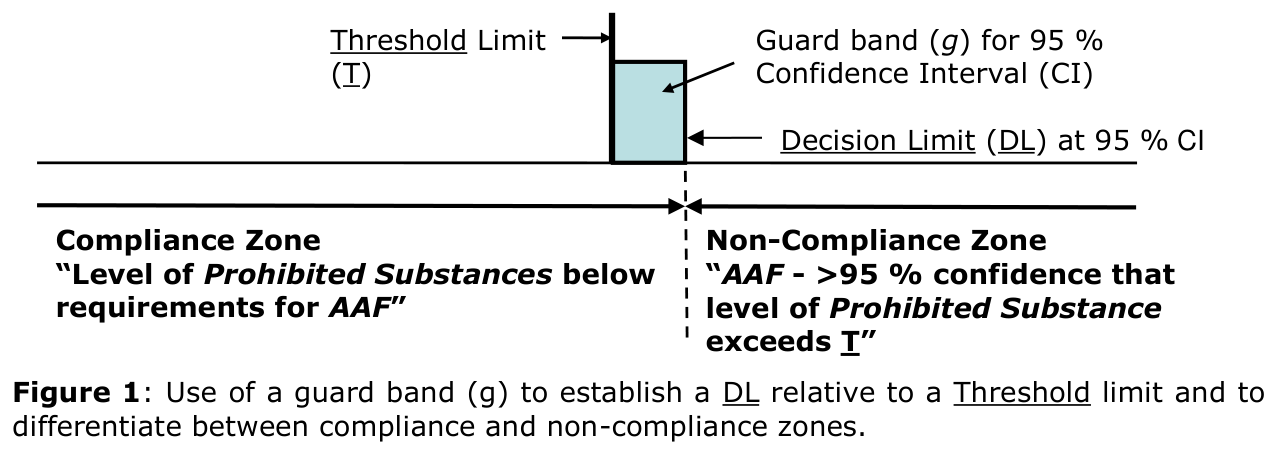 Threshold Limit
(T)
Guard band (g) for 95 %
Confidence Interval (CI)
Decision Limit (DL) at 95 % CI
Compliance Zone
“Level of Prohibited Substances below
requirements for AAF”
Non-Compliance Zone
“AAF - >95 % confidence that
level of Prohibited Substance
exceeds T”
Figure 1: Use of a guard band (g) to establish a DL relative to a Threshold limit and to
differentiate between compliance and non-compliance zones.